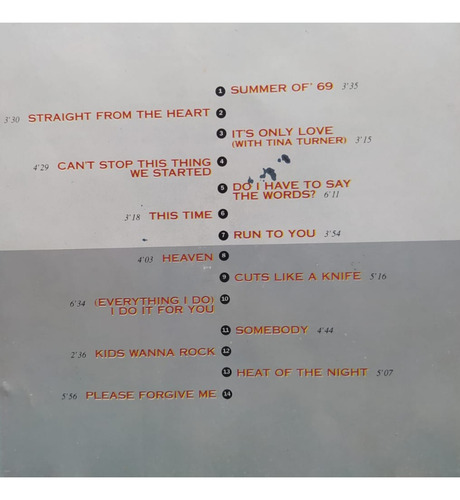 1 SUMMER OF' 69 3'35
3'30 STRAIGHT FROM THE HEART 2
3 IT'S ONLY LOVE
(WITH TINA TURNER) 3'15
4'29 CAN'T STOP THIS THING 4
WE STARTED
5 DO I HAVE TO SAY
THE WORDS? 6'11
3'18 THIS TIME 6
7 RUN TO YOU 3'54
4'03 HEAVEN 8
9 CUTS LIKE A KNIFE 5'16
6'34 (EVERYTHING I DO) 10
I DO IT FOR YOU
11 SOMEBODY 4'44
2'36 KIDS WANNA ROCK 12
13 HEAT OF THE NIGHT 5'07
5'56 PLEASE FORGIVE ME 14